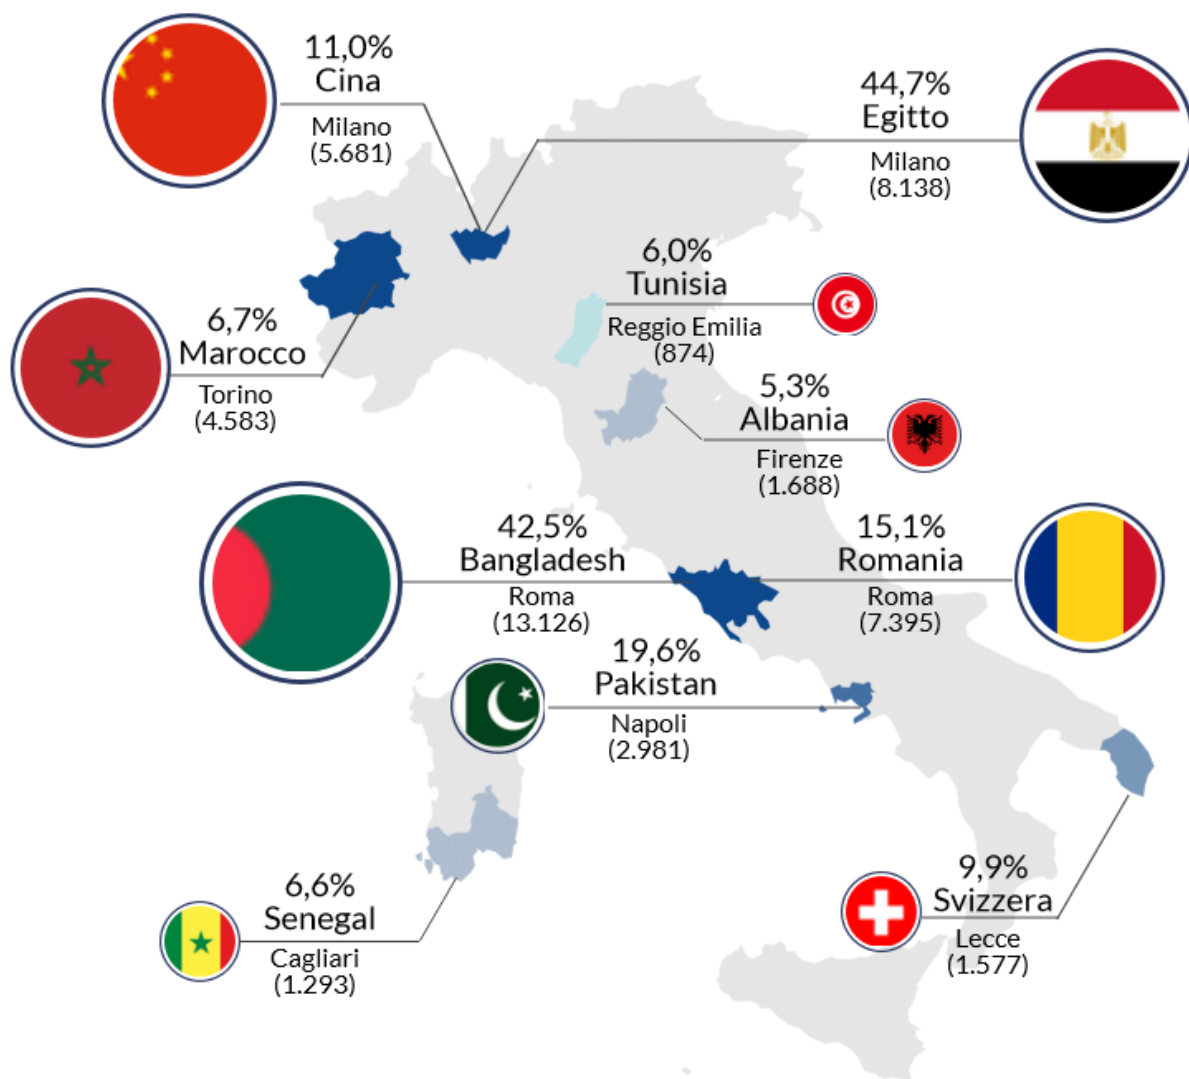 11,0%
Cina
Milano
(5.681)
44,7%
Egitto
Milano
(8.138)
6,0%
Tunisia
Reggio Emilia
(874)
6,7%
Marocco
Torino
(4.583)
5,3%
Albania
Firenze
(1.688)
42,5%
Bangladesh
Roma
(13.126)
15,1%
Romania
Roma
(7.395)
19,6%
Pakistan
Napoli
(2.981)
6,6%
Senegal
Cagliari
(1.293)
9,9%
Svizzera
Lecce
(1.577)